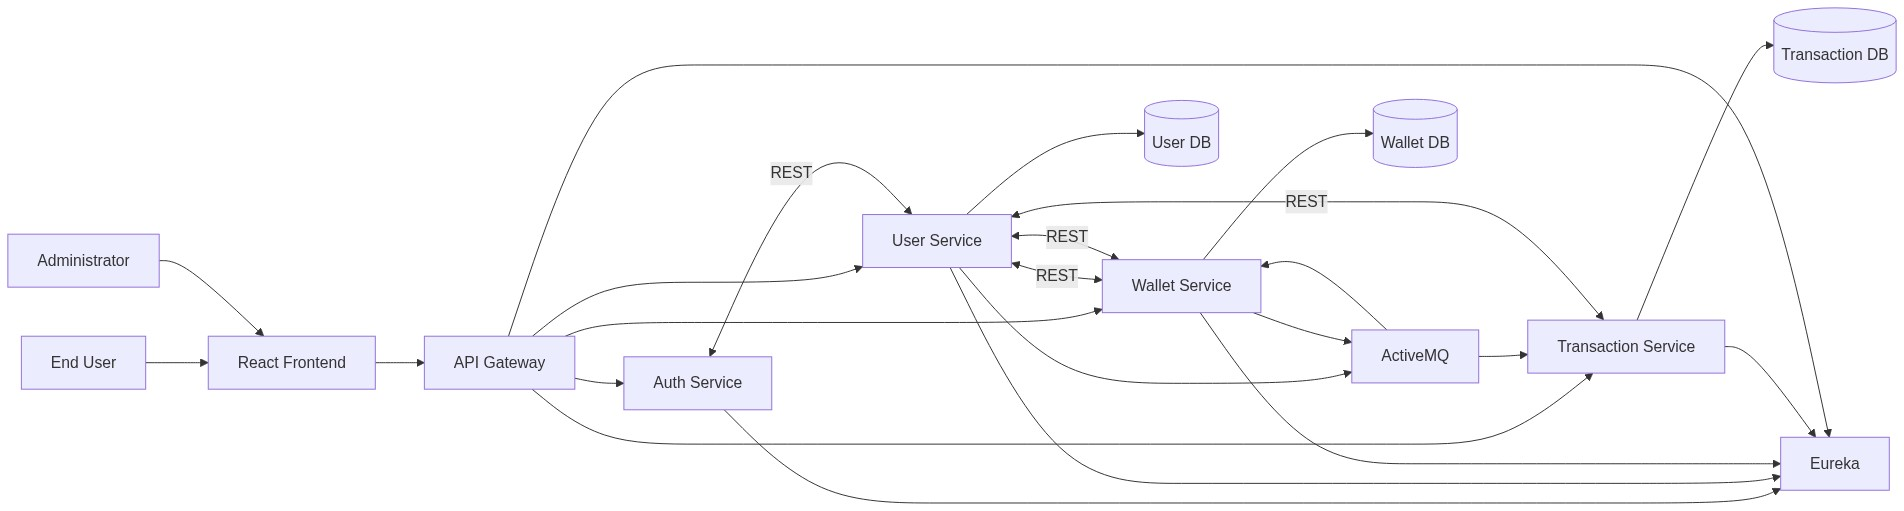 Transaction DB
User DB
Wallet DB
REST
REST
User Service
REST
Administrator
REST
Wallet Service
End User
React Frontend
API Gateway
Auth Service
ActiveMQ
Transaction Service
Eureka